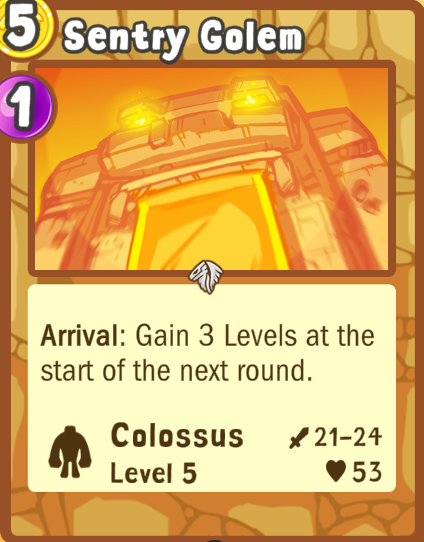 5
Sentry Golem
1
Arrival: Gain 3 Levels at the
start of the next round.
Colossus
21–24
Level 5
53